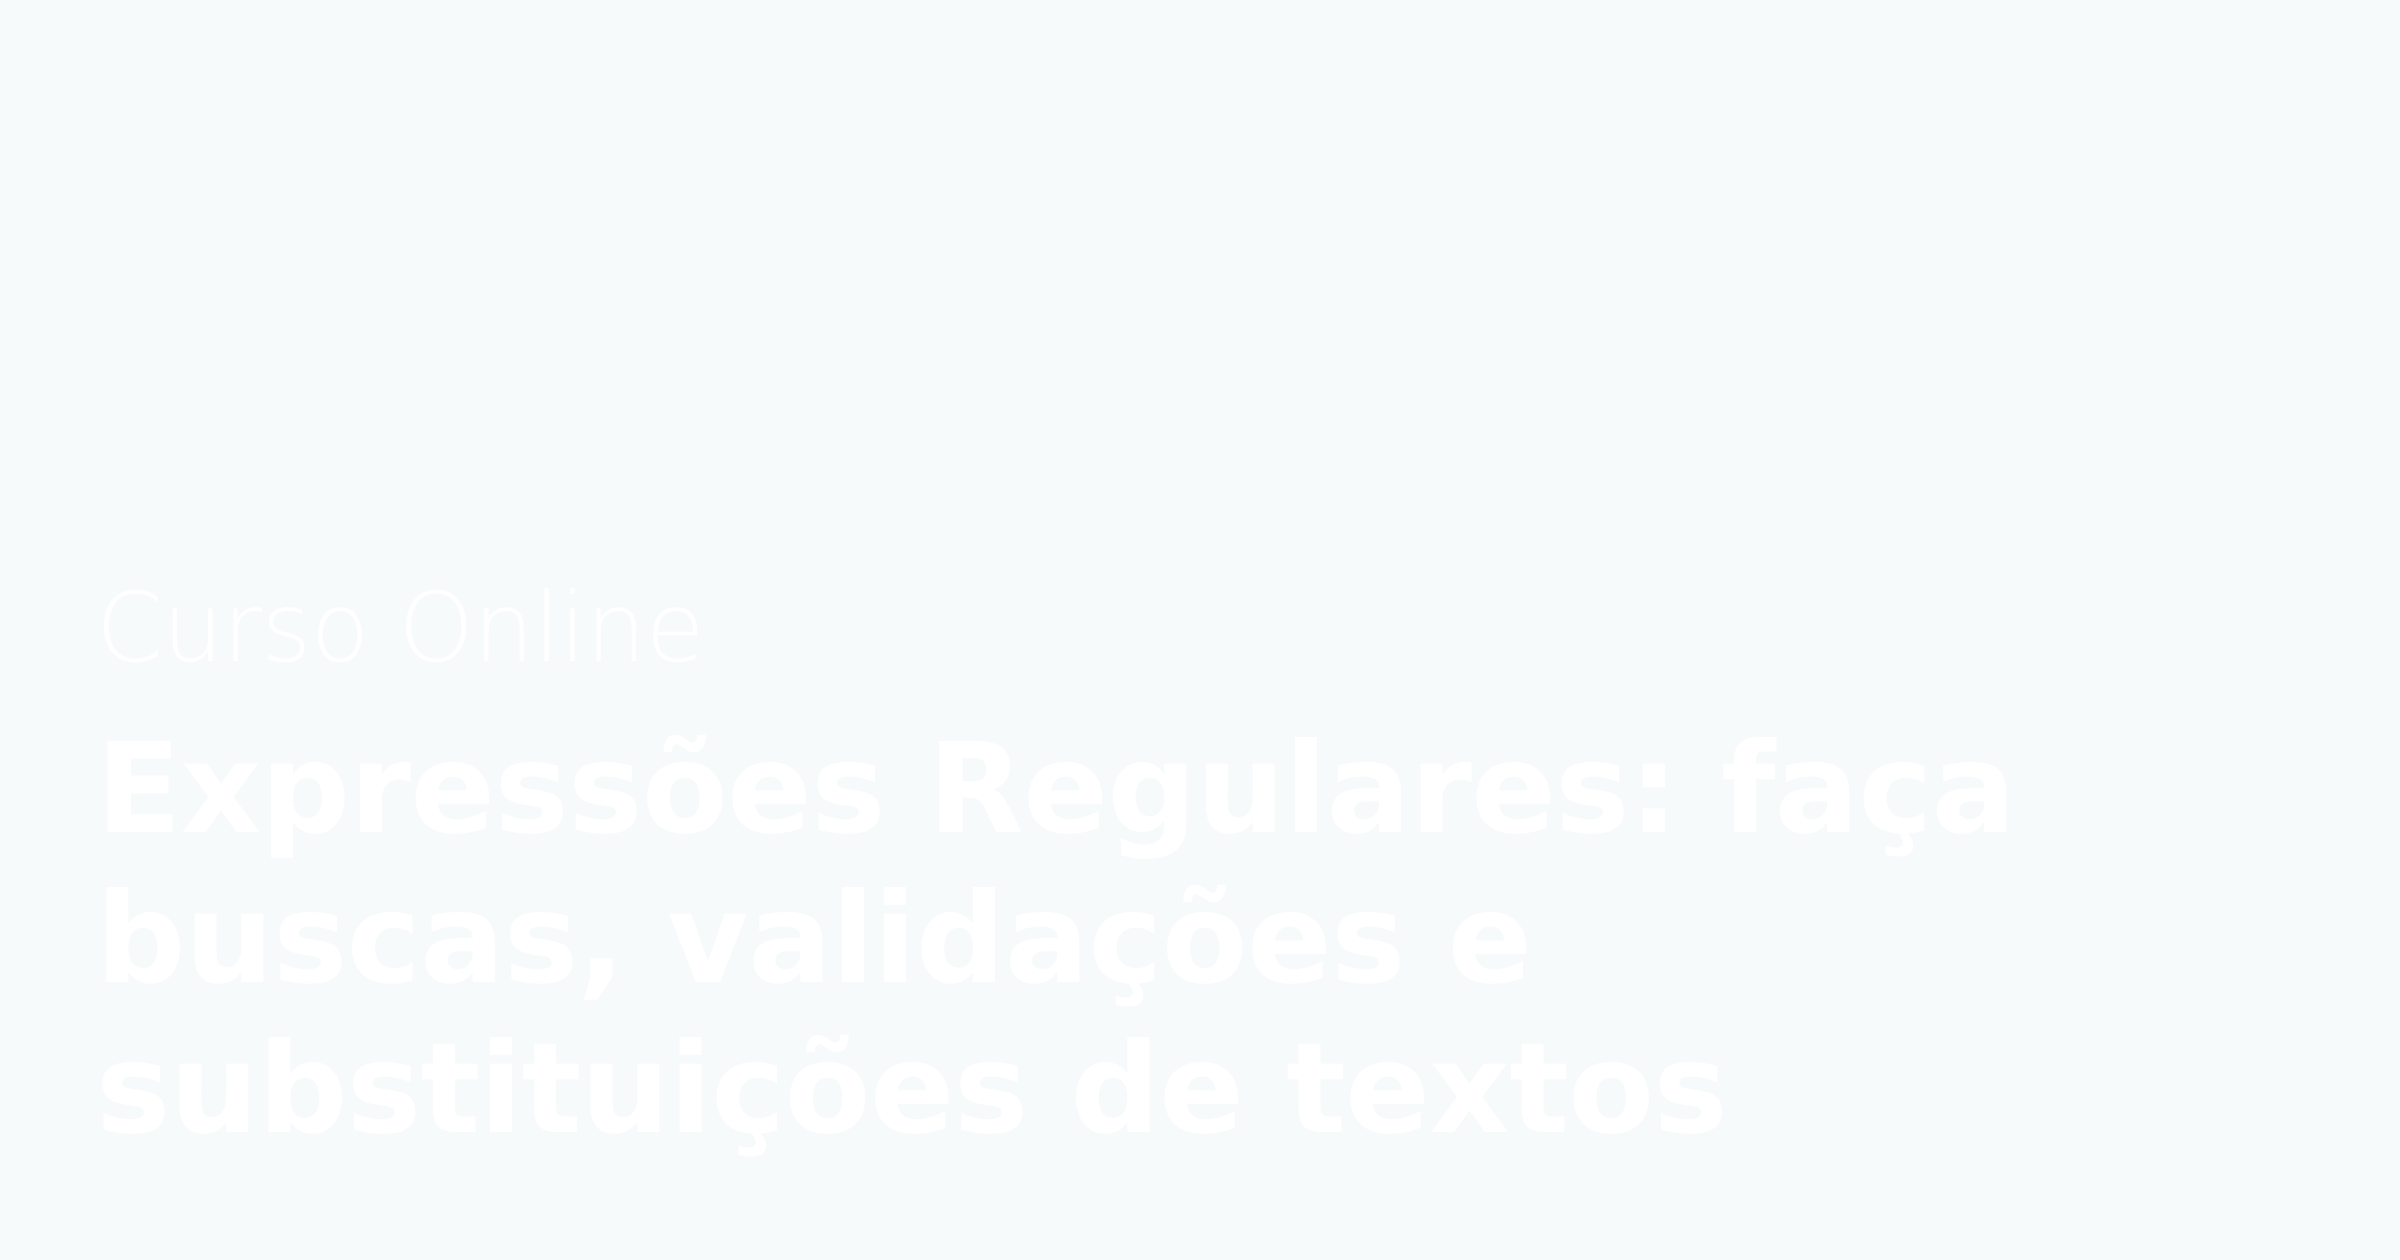 Curso Online
Expressões Regulares: faça
buscas, validações e
substituições de textos